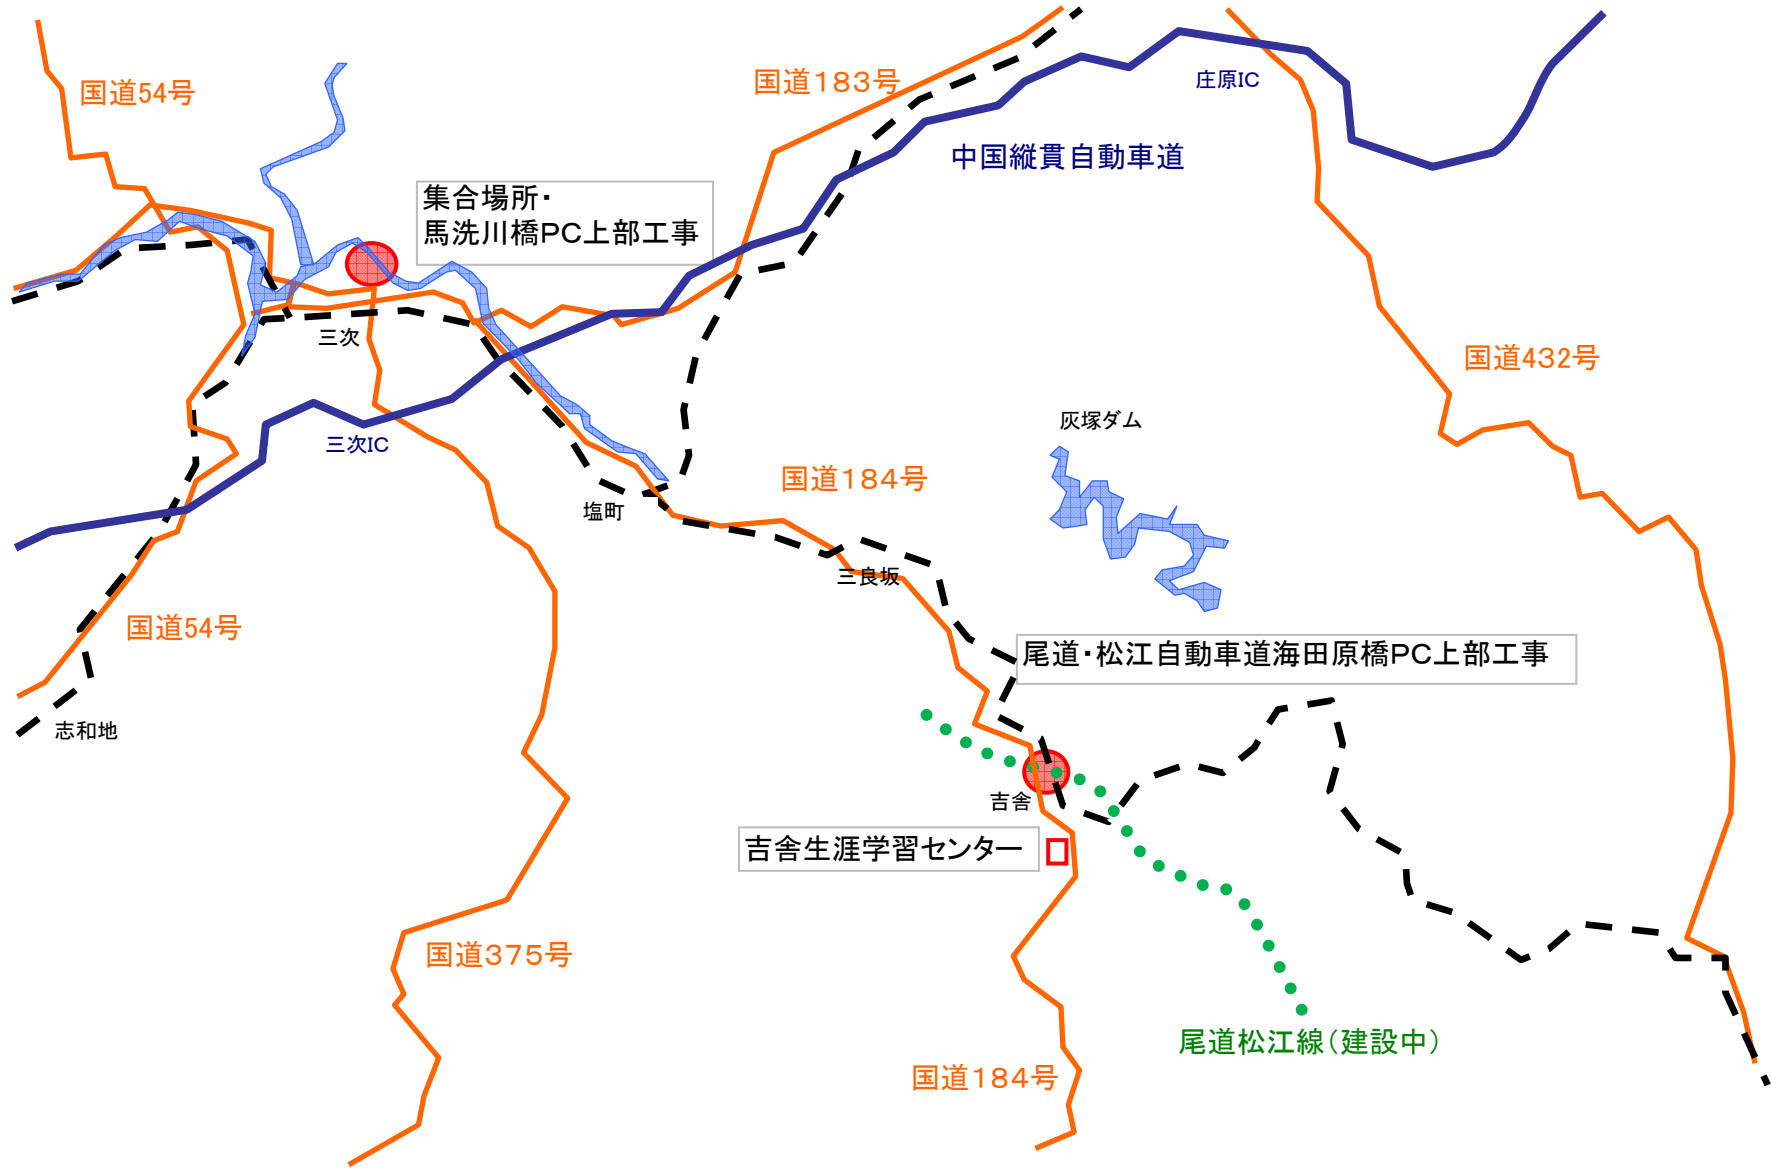 国道54号
国道１８３号
庄原IC
中国縦貫自動車道
集合場所・
馬洗川橋PC上部工事
三次
国道432号
三次IC
灰塚ダム
国道１８４号
塩町
三良坂
国道54号
尾道・松江自動車道海田原橋PC上部工事
志和地
吉舎
吉舎生涯学習センター
国道３７５号
尾道松江線（建設中）
国道１８４号